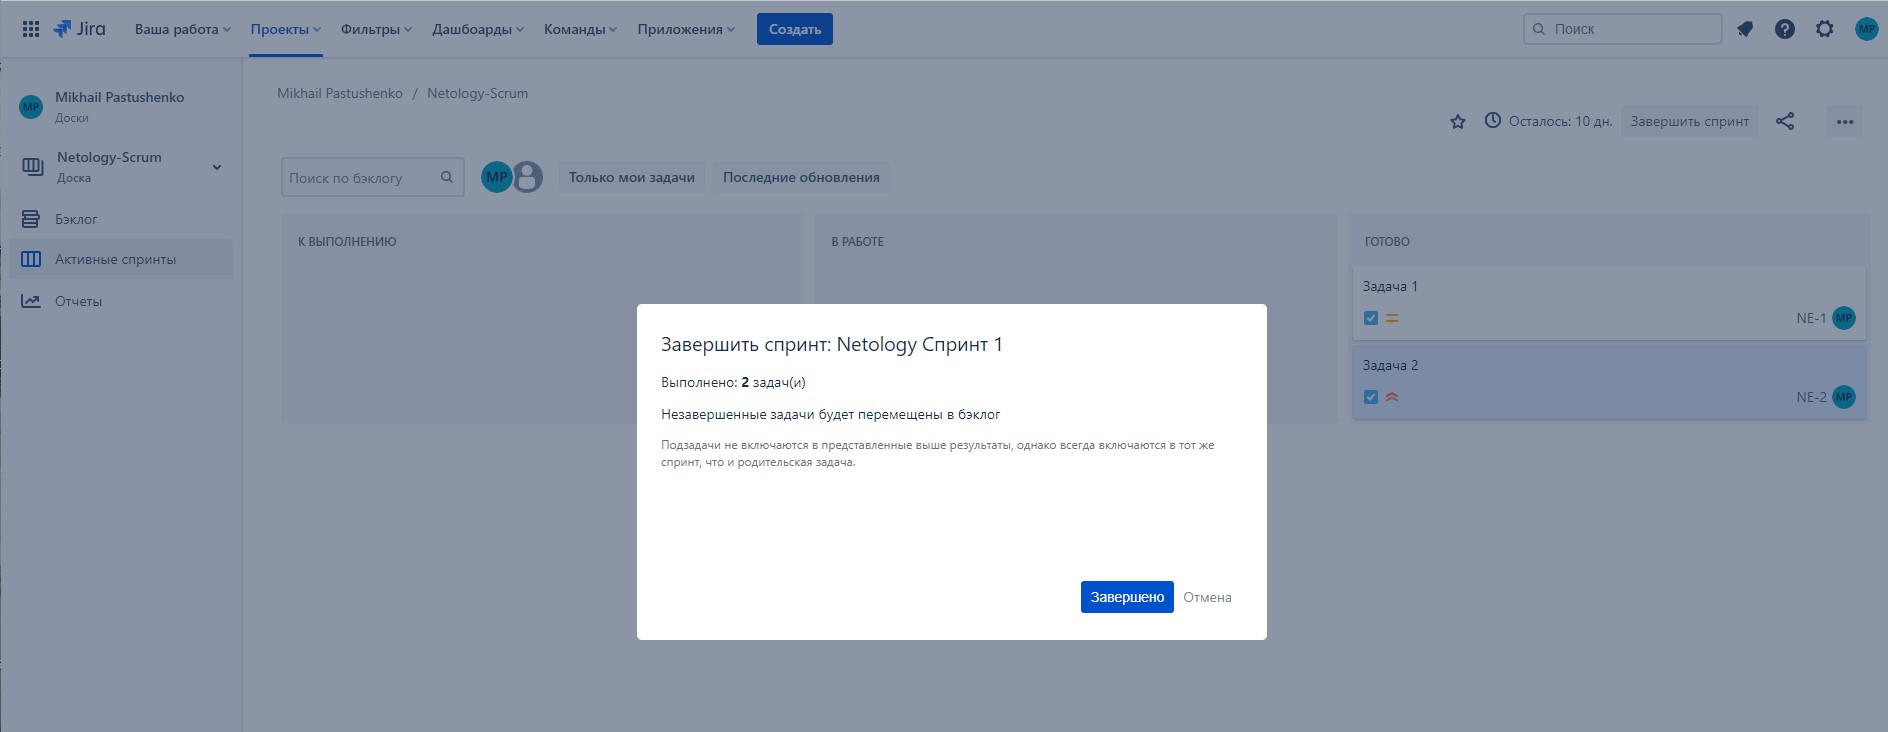 Jira Ваша работа Проекты Фильтры Дашбоарды Команды Приложения Создать Поиск MP
MP Mikhail Pastushenko
Доски
Netology-Scrum
Доска
Бэклог
Активные спринты
Отчеты
Mikhail Pastushenko / Netology-Scrum
Осталось: 10 дн. Завершить спринт
Поиск по бэклогу MP Только мои задачи Последние обновления
К ВЫПОЛНЕНИЮ
В РАБОТЕ
ГОТОВО
Задача 1
NE-1 MP
Задача 2
NE-2 MP
Завершить спринт: Netology Спринт 1
Выполнено: 2 задач(и)
Незавершенные задачи будет перемещены в бэклог
Подзадачи не включаются в представленные выше результаты, однако всегда включаются в тот же
спринт, что и родительская задача.
Завершено Отмена